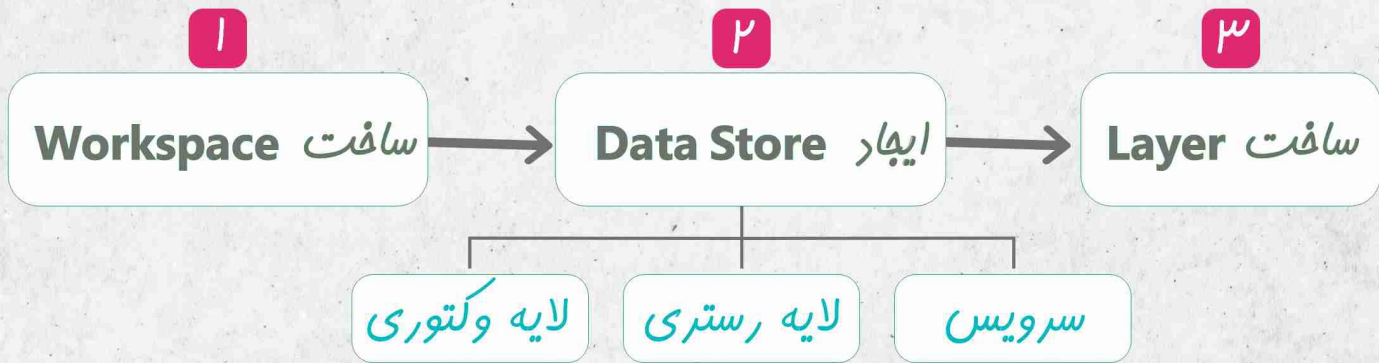 ۱
۲
۳
ساخت Workspace
ایجاد Data Store
ساخت Layer
لایه وکتوری
لایه رستری
سرویس